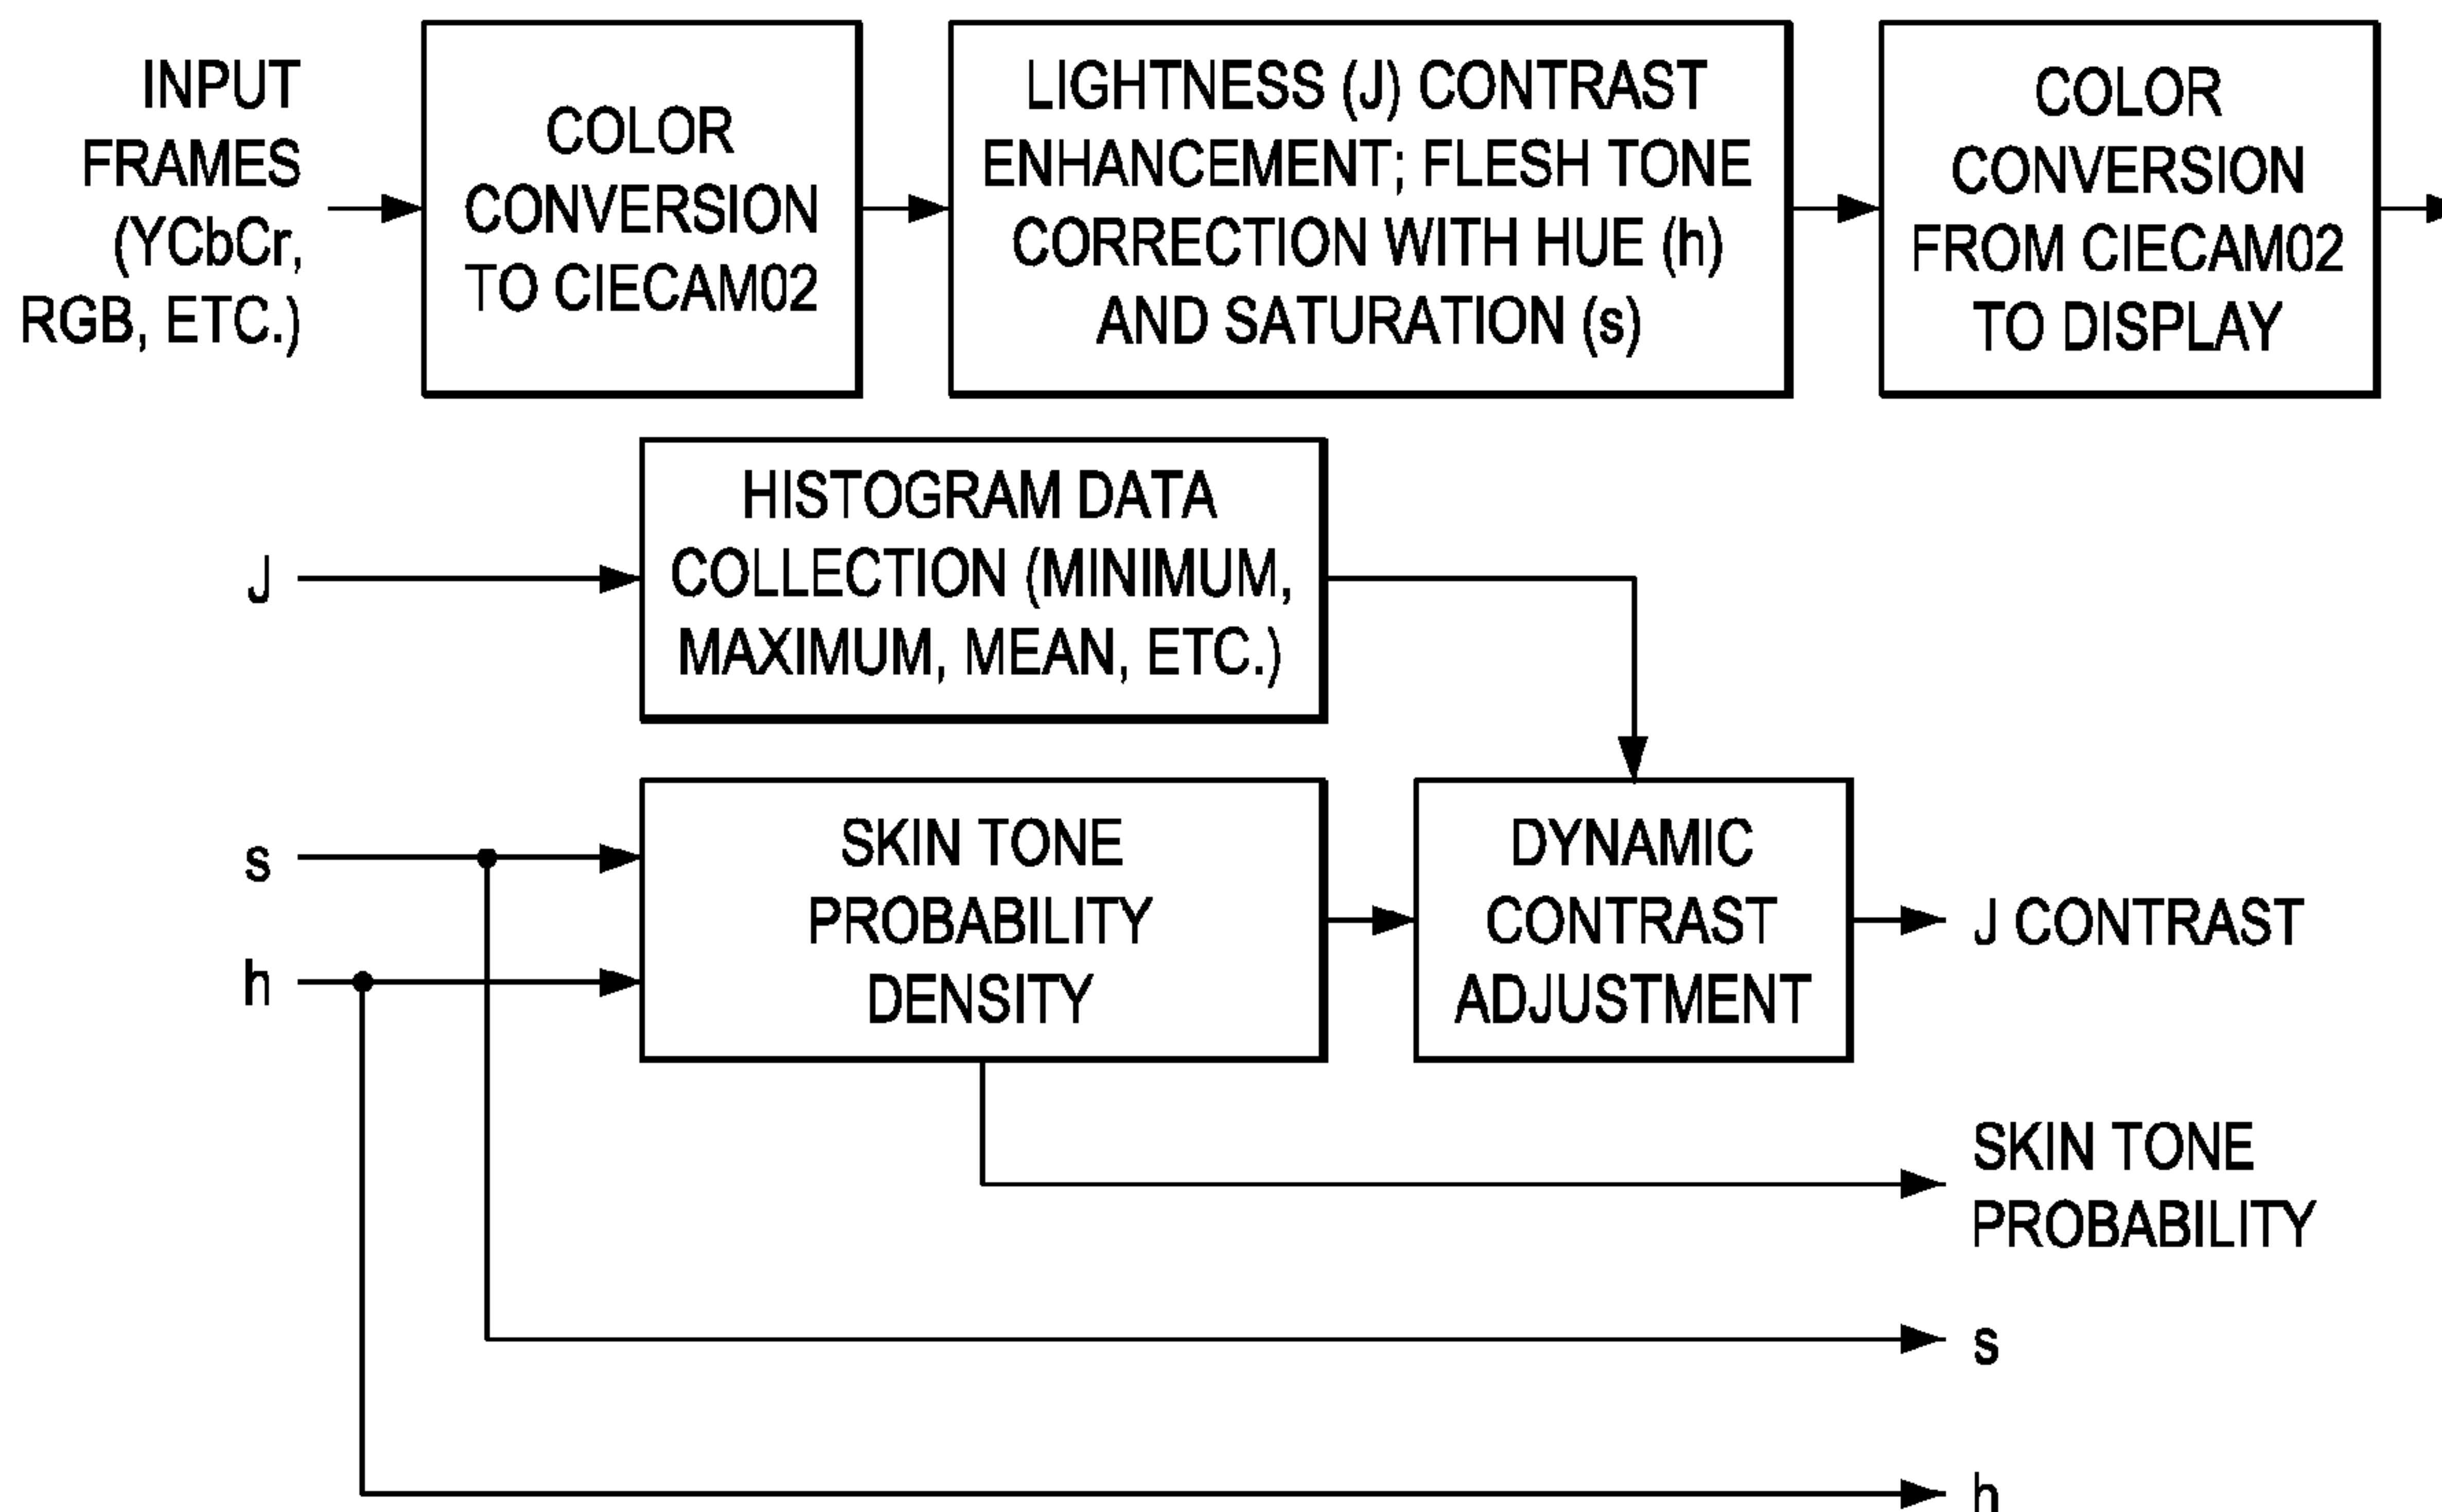 INPUT
FRAMES
(YCbCr,
RGB, ETC.)
COLOR
CONVERSION
TO CIECAM02
LIGHTNESS (J) CONTRAST
ENHANCEMENT; FLESH TONE
CORRECTION WITH HUE (h)
AND SATURATION (s)
COLOR
CONVERSION
FROM CIECAM02
TO DISPLAY
J
HISTOGRAM DATA
COLLECTION (MINIMUM,
MAXIMUM, MEAN, ETC.)
s
h
SKIN TONE
PROBABILITY
DENSITY
DYNAMIC
CONTRAST
ADJUSTMENT
J CONTRAST
SKIN TONE
PROBABILITY
s
h